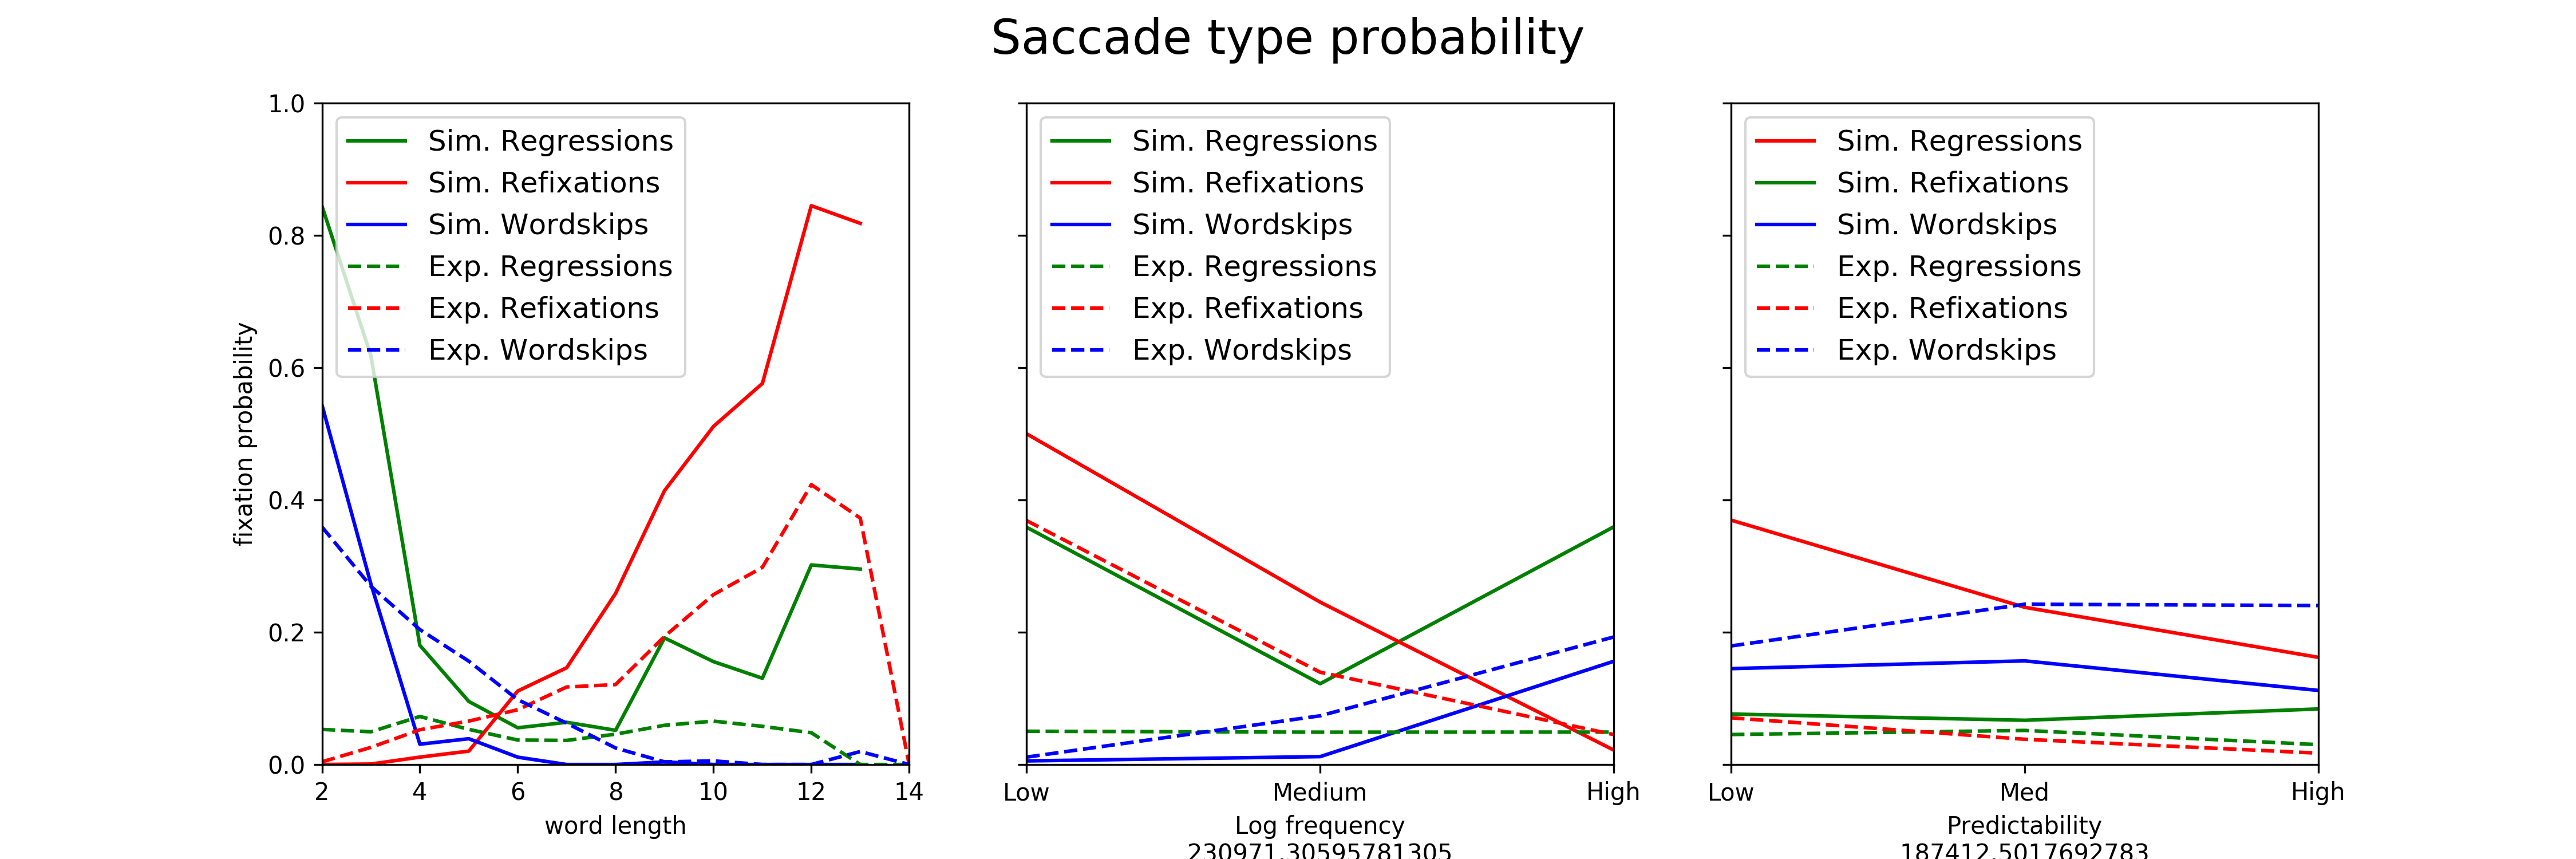 Saccade type probability
fixation probability
1.0
0.8
0.6
0.4
0.2
0.0
Sim. Regressions
Sim. Refixations
Sim. Wordskips
Exp. Regressions
Exp. Refixations
Exp. Wordskips
2 4 6 8 10 12 14
word length
Sim. Regressions
Sim. Refixations
Sim. Wordskips
Exp. Regressions
Exp. Refixations
Exp. Wordskips
Low Medium High
Log frequency
230971.30595781305
Sim. Regressions
Sim. Refixations
Sim. Wordskips
Exp. Regressions
Exp. Refixations
Exp. Wordskips
Low Med High
Predictability
187412.5017692783